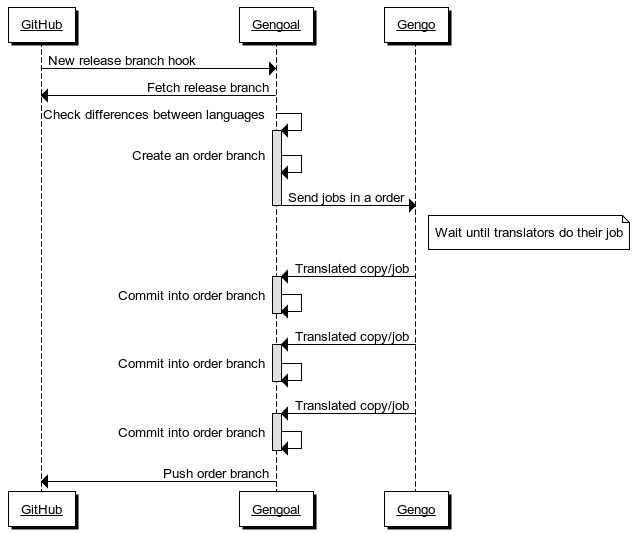 GitHub
Gengoal
Gengo
New release branch hook
Fetch release branch
Check differences between languages
Create an order branch
Send jobs in a order
Wait until translators do their job
Translated copy/job
Commit into order branch
Translated copy/job
Commit into order branch
Translated copy/job
Commit into order branch
Push order branch
GitHub
Gengoal
Gengo